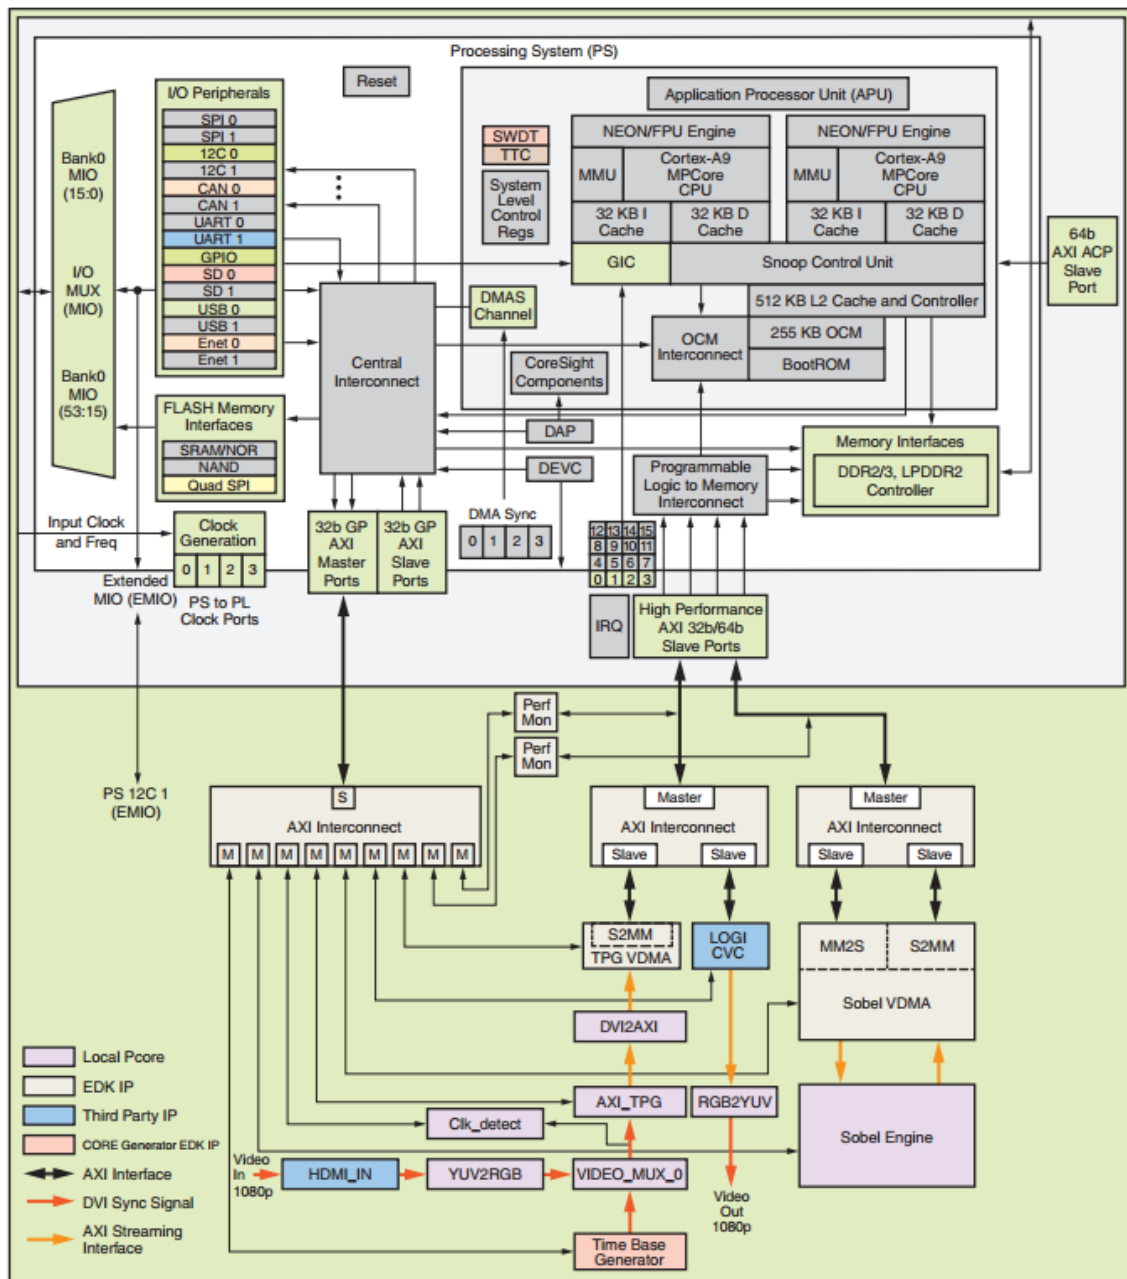 Processing System (PS)
Reset
I/O Peripherals
SPI 0
SPI 1
12C 0
12C 1
CAN 0
CAN 1
UART 0
UART 1
GPIO
SD 0
SD 1
USB 0
USB 1
Enet 0
Enet 1
Bank0
MIO
(15:0)
I/O
MUX
(MIO)
Bank0
MIO
(53:15)
FLASH Memory
Interfaces
SRAM/NOR
NAND
Quad SPI
Input Clock
and Freq
Clock
Generation
0 1 2 3
Extended
MIO (EMIO)
PS to PL
Clock Ports
Central
Interconnect
32b GP
AXI
Master
Ports
32b GP
AXI
Slave
Ports
DMAS
Channel
CoreSight
Components
DAP
DEVC
DMA Sync
0 1 2 3
Application Processor Unit (APU)
SWDT
TTC
System
Level
Control
Regs
NEON/FPU Engine
MMU
Cortex-A9
MPCore
CPU
32 KB I
Cache
32 KB D
Cache
NEON/FPU Engine
MMU
Cortex-A9
MPCore
CPU
32 KB I
Cache
32 KB D
Cache
GIC
Snoop Control Unit
512 KB L2 Cache and Controller
OCM
Interconnect
255 KB OCM
BootROM
64b
AXI ACP
Slave
Port
Memory Interfaces
DDR2/3, LPDDR2
Controller
Programmable
Logic to Memory
Interconnect
12 13 14 15
8 9 10 11
4 5 6 7
0 1 2 3
IRQ
High Performance
AXI 32b/64b
Slave Ports
Perf
Mon
Perf
Mon
PS 12C 1
(EMIO)
S
AXI Interconnect
M M M M M M M M M
Master
AXI Interconnect
Slave Slave
Master
AXI Interconnect
Slave Slave
S2MM
TPG VDMA
LOGI
CVC
MM2S
S2MM
Sobel VDMA
DVI2AXI
AXI_TPG
RGB2YUV
Clk_detect
Sobel Engine
Video
In
1080p
HDMI_IN
YUV2RGB
VIDEO_MUX_0
Video
Out
1080p
Time Base
Generator
Local Pcore
EDK IP
Third Party IP
CORE Generator EDK IP
AXI Interface
DVI Sync Signal
AXI Streaming
Interface